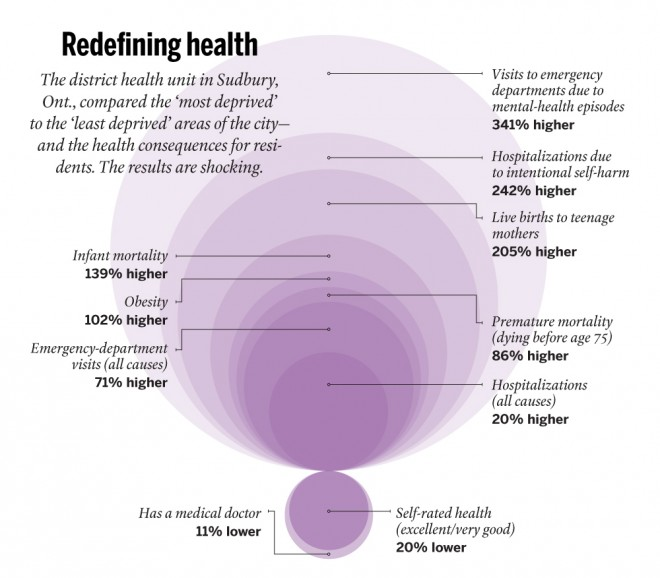 Redefining health
The district health unit in Sudbury,
Ont., compared the ‘most deprived’
to the ‘least deprived’ areas of the city—
and the health consequences for resi-
dents. The results are shocking.
Visits to emergency
departments due to
mental-health episodes
341% higher
Hospitalizations due
to intentional self-harm
242% higher
Live births to teenage
mothers
205% higher
Infant mortality
139% higher
Obesity
102% higher
Premature mortality
(dying before age 75)
86% higher
Emergency-department
visits (all causes)
71% higher
Hospitalizations
(all causes)
20% higher
Has a medical doctor
11% lower
Self-rated health
(excellent/very good)
20% lower